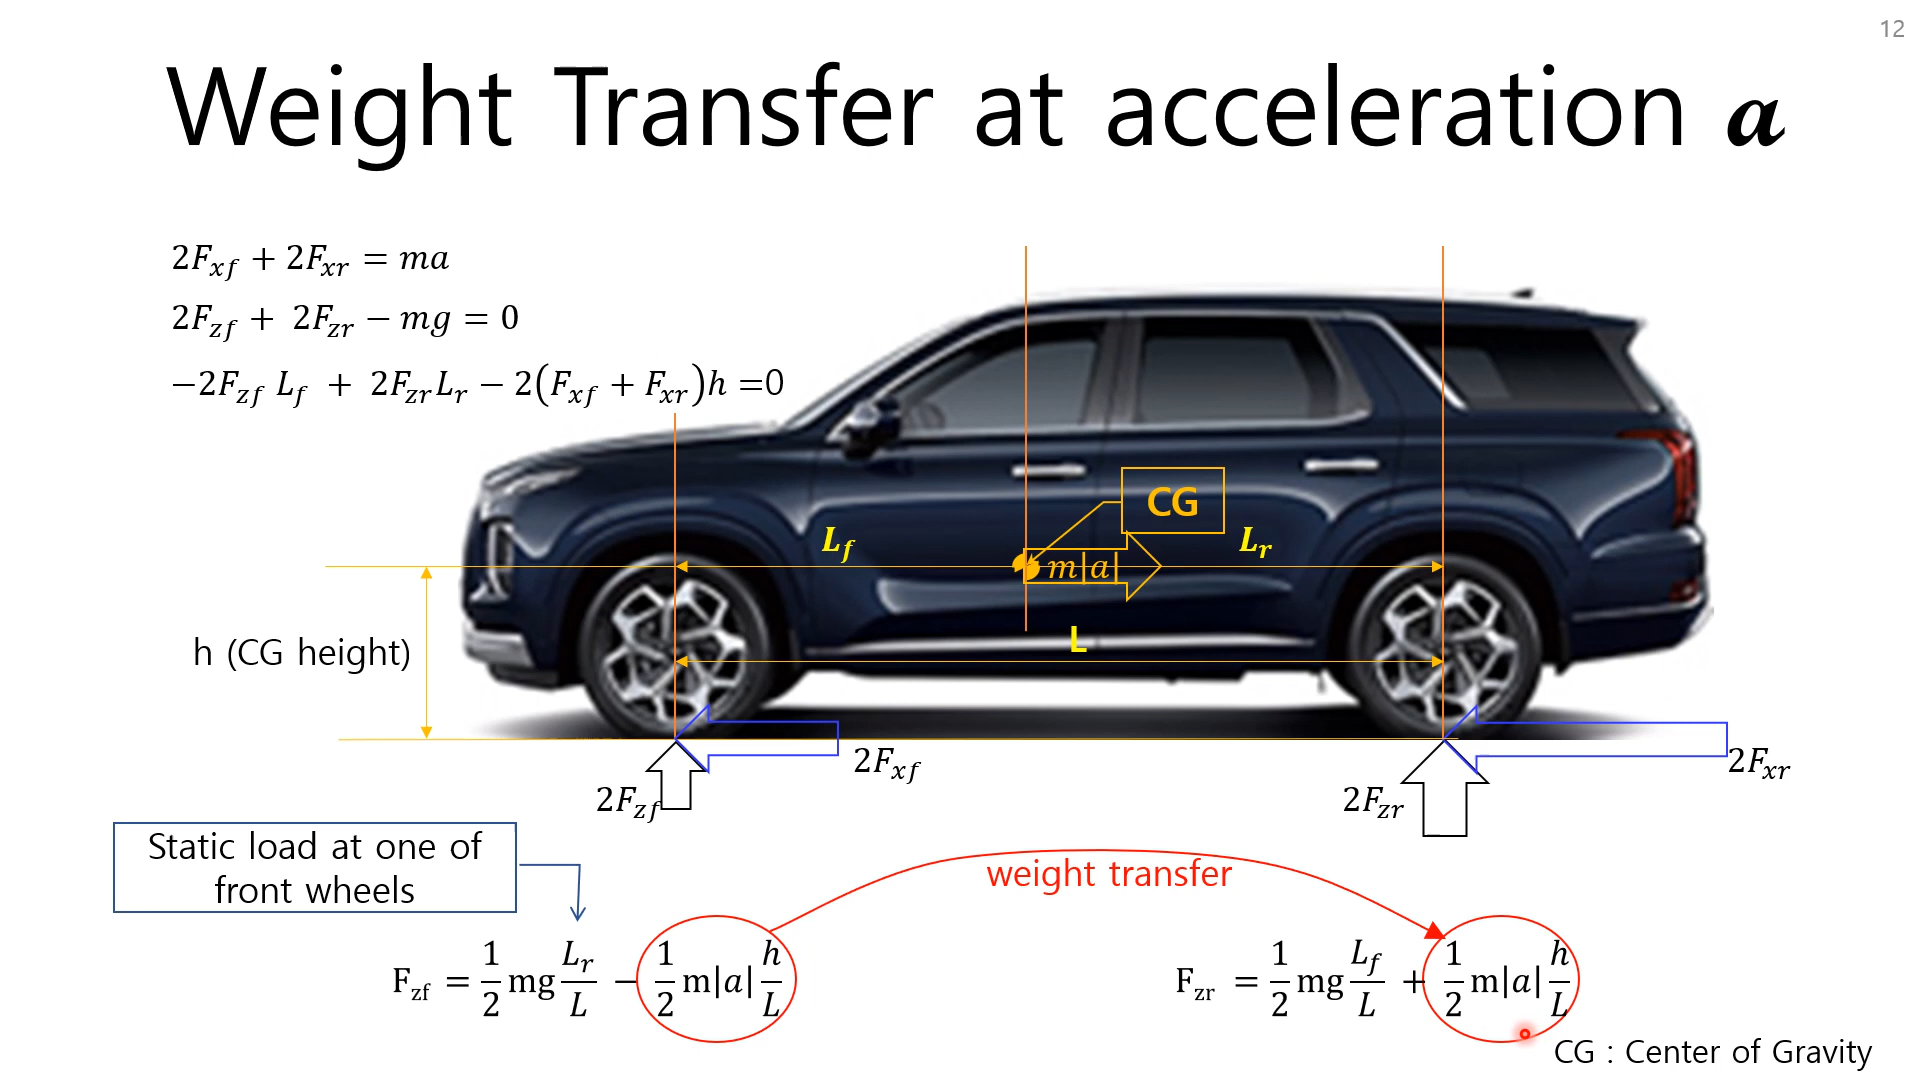 12
Weight Transfer at acceleration 𝒂
2F_xf + 2F_xr = ma
2F_zf + 2F_zr − mg = 0
−2F_zf L_f + 2F_zr L_r − 2(F_xf + F_xr)h =0
CG
L_f
L_r
m|a|
L
h (CG height)
2F_xf
2F_xr
2F_zf
2F_zr
Static load at one of
front wheels
weight transfer
F_zf = 1/2 mg L_r/L − 1/2 m|a| h/L
F_zr = 1/2 mg L_f/L + 1/2 m|a| h/L
CG : Center of Gravity